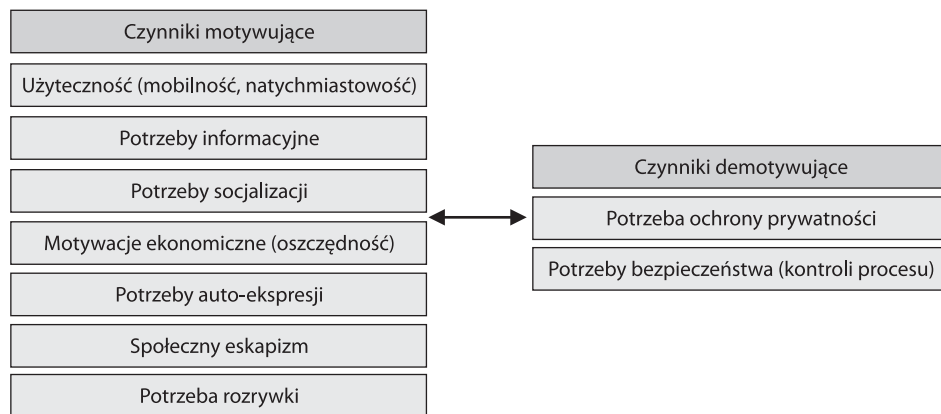 Czynniki motywujące
Użyteczność (mobilność, natychmiastowość)
Potrzeby informacyjne
Potrzeby socjalizacji
Motywacje ekonomiczne (oszczędność)
Potrzeby auto-ekspresji
Społeczny eskapizm
Potrzeba rozrywki
Czynniki demotywujące
Potrzeba ochrony prywatności
Potrzeby bezpieczeństwa (kontroli procesu)